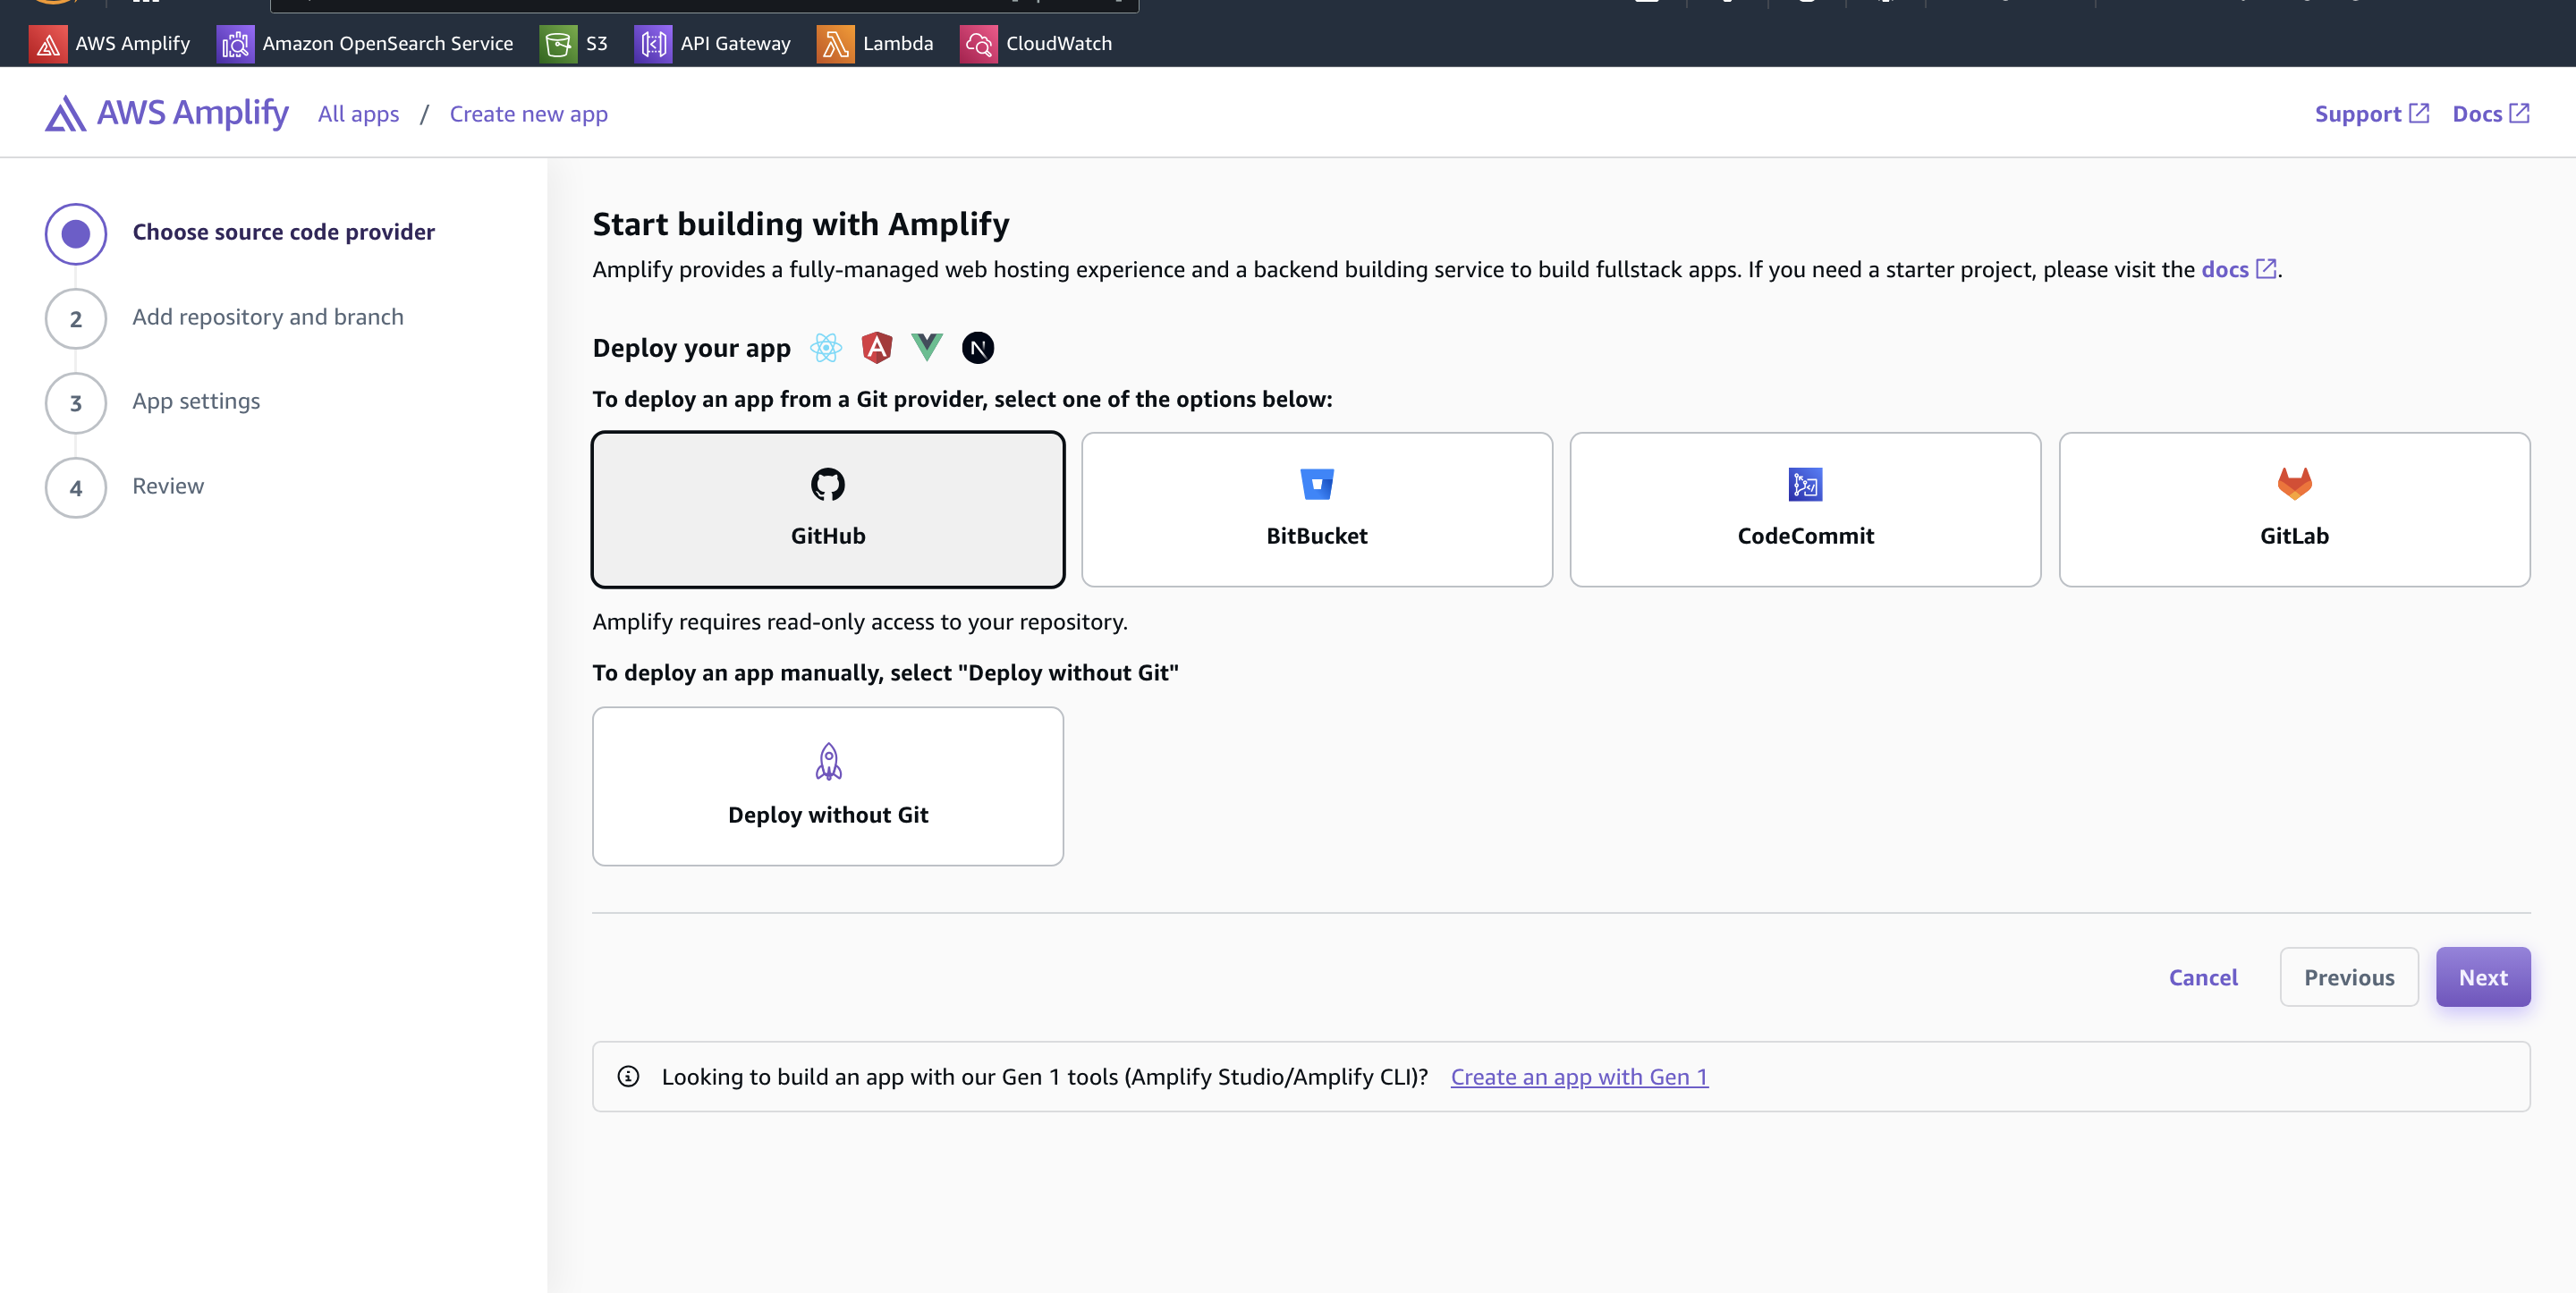 AWS Amplify Amazon OpenSearch Service S3 API Gateway Lambda CloudWatch
AWS Amplify All apps / Create new app Support Docs
Choose source code provider
2 Add repository and branch
3 App settings
4 Review
Start building with Amplify
Amplify provides a fully-managed web hosting experience and a backend building service to build fullstack apps. If you need a starter project, please visit the docs.
Deploy your app
To deploy an app from a Git provider, select one of the options below:
GitHub BitBucket CodeCommit GitLab
Amplify requires read-only access to your repository.
To deploy an app manually, select "Deploy without Git"
Deploy without Git
Cancel Previous Next
Looking to build an app with our Gen 1 tools (Amplify Studio/Amplify CLI)? Create an app with Gen 1